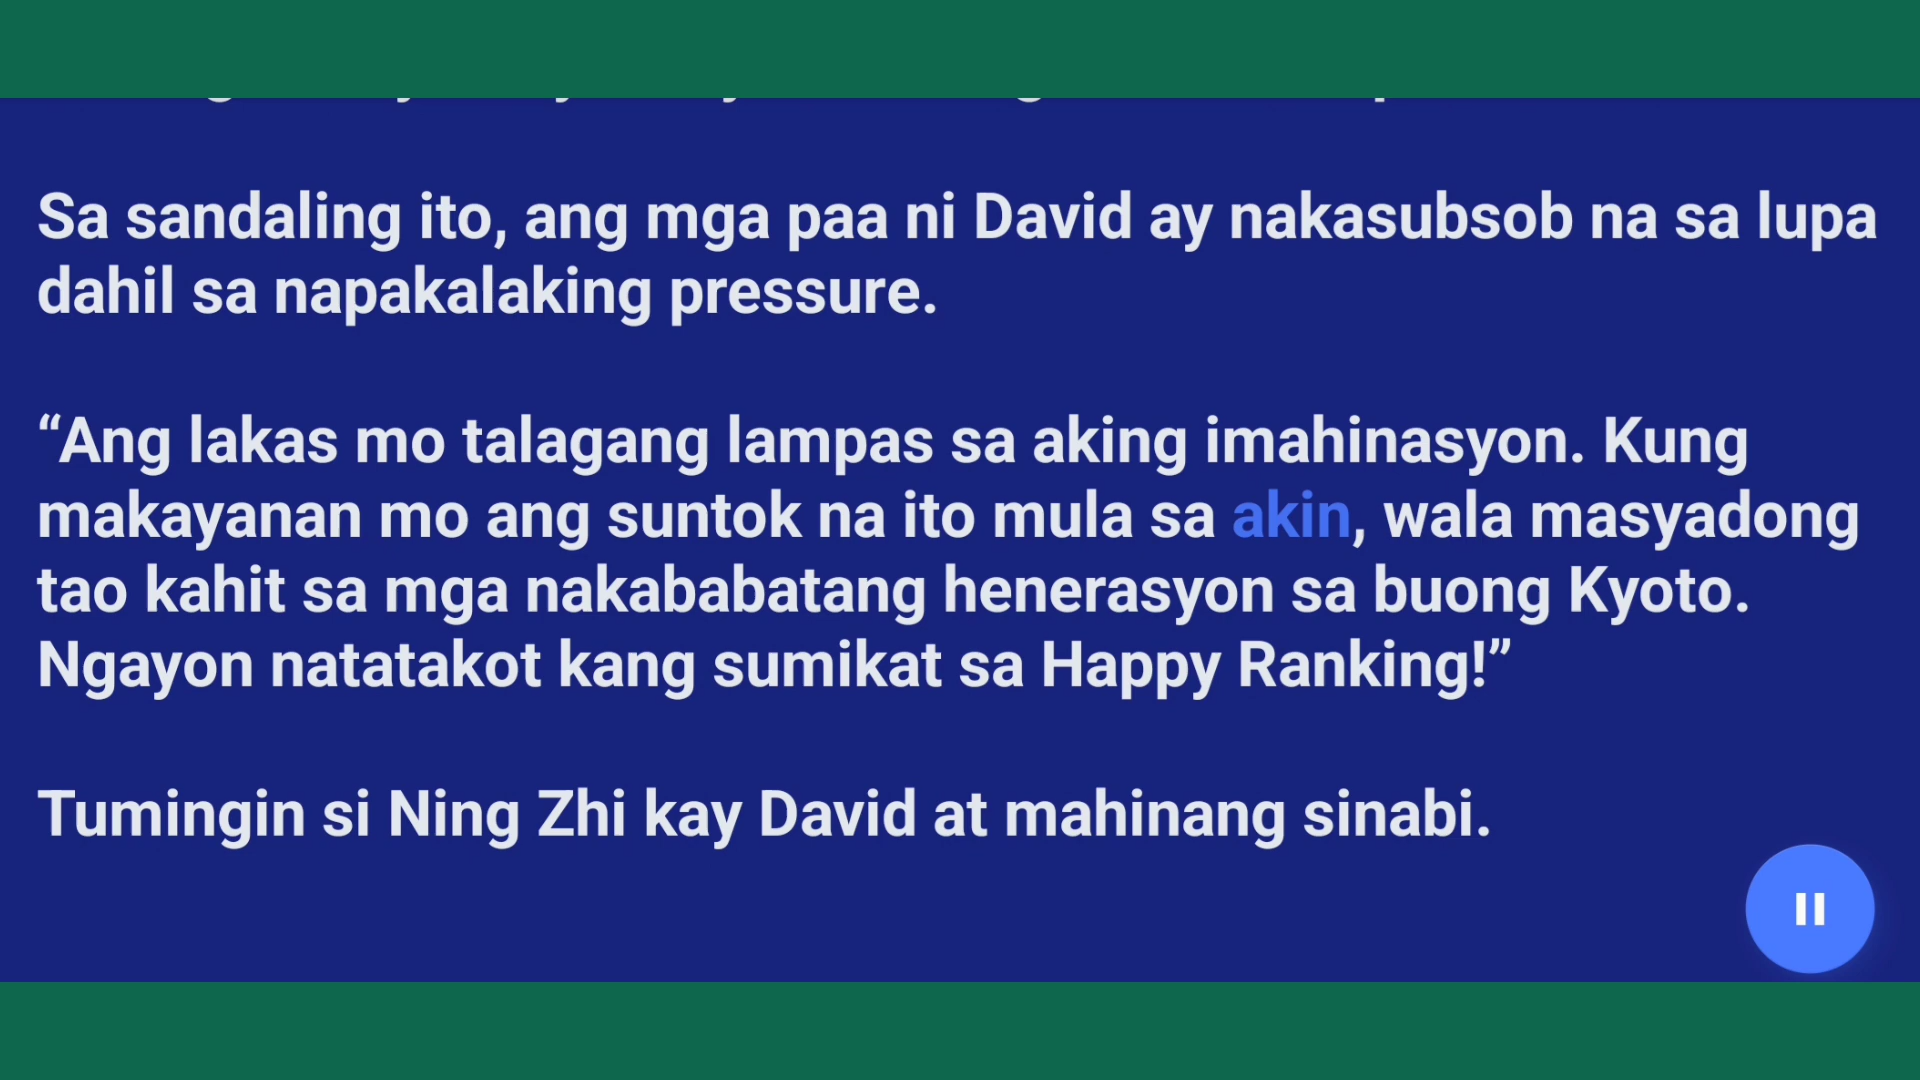 Sa sandaling ito, ang mga paa ni David ay nakasubsob na sa lupa
dahil sa napakalaking pressure.
“Ang lakas mo talagang lampas sa aking imahinasyon. Kung
makayanan mo ang suntok na ito mula sa akin, wala masyadong
tao kahit sa mga nakababatang henerasyon sa buong Kyoto.
Ngayon natatakot kang sumikat sa Happy Ranking!”
Tumingin si Ning Zhi kay David at mahinang sinabi.